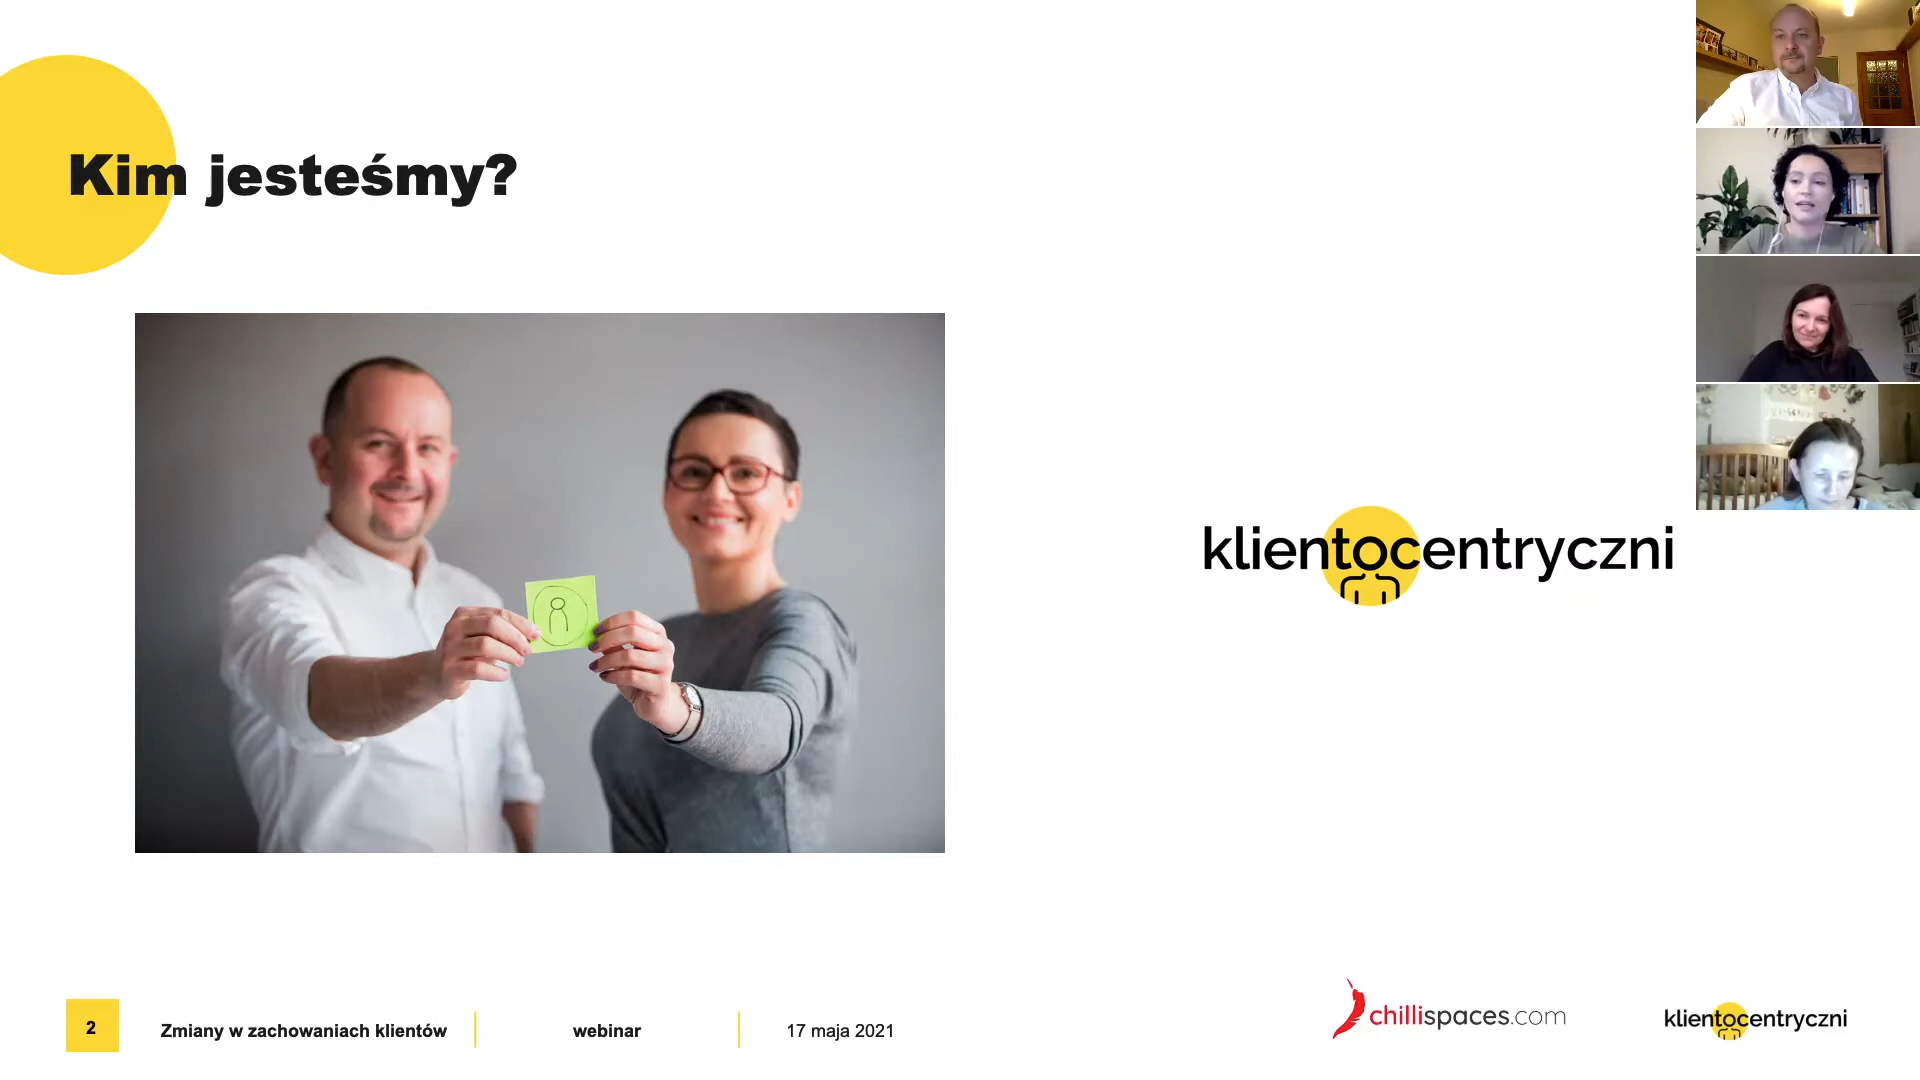 Kim jesteśmy?
klientocentryczni
2
Zmiany w zachowaniach klientów
webinar
17 maja 2021
chillispaces.com
klientocentryczni